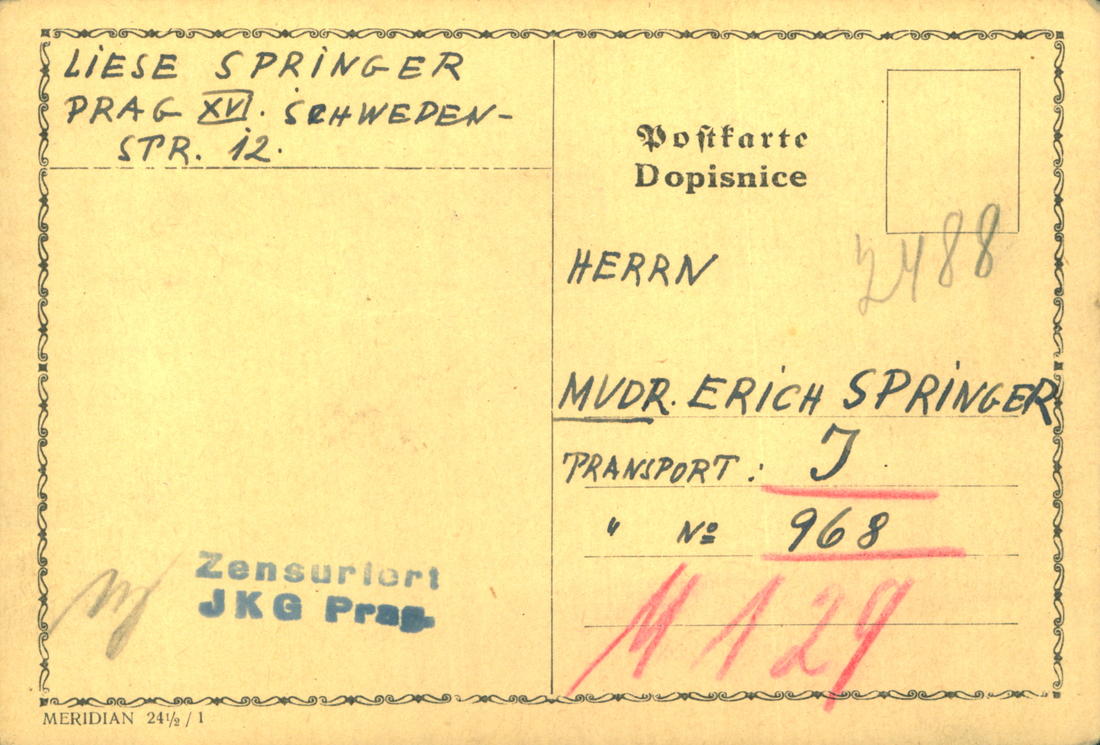 LIESE SPRINGER
PRAG XVI. SCHWEDEN-
STR. 12.
Postkarte
Dopisnice
2488
HERRN
MUDR. ERICH SPRINGER
TRANSPORT: J
" No 968
M 129
Zensuriert
JKG Prag.
MERIDIAN 24½ / 1